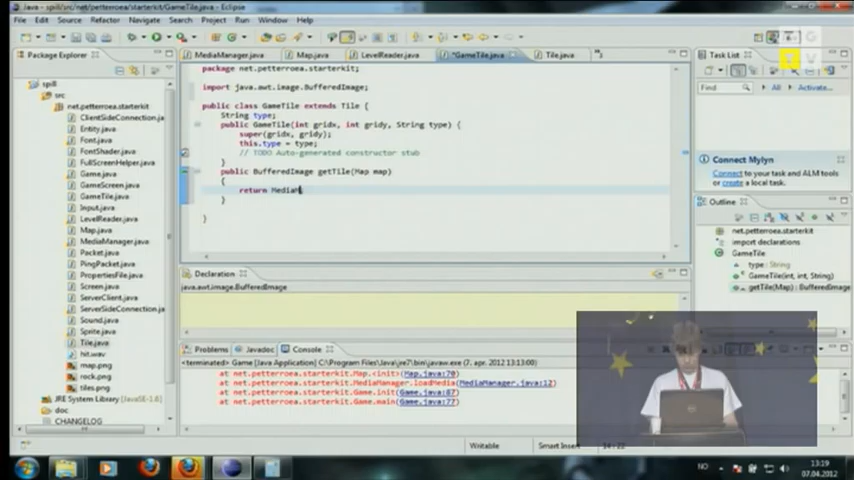 Java - spill/src/net/petterroea/starterkit/GameTile.java - Eclipse
File Edit Source Refactor Navigate Search Project Run Window Help
Package Explorer
spill
src
net.petterroea.starterkit
ClientSideConnection.ja
Entity.java
Font.java
FontShader.java
FullScreenHelper.java
Game.java
GameScreen.java
GameTile.java
Input.java
LevelReader.java
Map.java
MediaManager.java
Packet.java
PingPacket.java
PropertiesTile.java
Screen.java
ServerClient.java
ServerSideConnection.ja
Sound.java
Sprite.java
Tile.java
hit.wav
map.png
rock.png
tiles.png
JRE System Library [JavaSE-1.6]
doc
CHANGELOG
MediaManager.java Map.java LevelReader.java *GameTile.java Tile.java
package net.petterroea.starterkit;
import java.awt.image.BufferedImage;
public class GameTile extends Tile {
String type;
public GameTile(int gridx, int gridy, String type) {
super(gridx, gridy);
this.type = type;
// TODO Auto-generated constructor stub
}
public BufferedImage getTile(Map map)
{
return MediaM
}
}
Declaration
java.awt.image.BufferedImage
Problems Javadoc Console
<terminated> Game [Java Application] C:\Program Files\Java\jre7\bin\javaw.exe (7. apr. 2012 13:13:00)
at net.petterroea.starterkit.Map.<init>(Map.java:70)
at net.petterroea.starterkit.MediaManager.loadMedia(MediaManager.java:12)
at net.petterroea.starterkit.Game.init(Game.java:87)
at net.petterroea.starterkit.Game.main(Game.java:77)
Task List
Find All Activate...
Connect Mylyn
Connect to your task and ALM tools
or create a local task.
Outline
net.petterroea.starterkit
import declarations
GameTile
type : String
GameTile(int, int, String)
getTile(Map) : BufferedImage
Writable Smart Insert
NO
13:19
07.04.2012